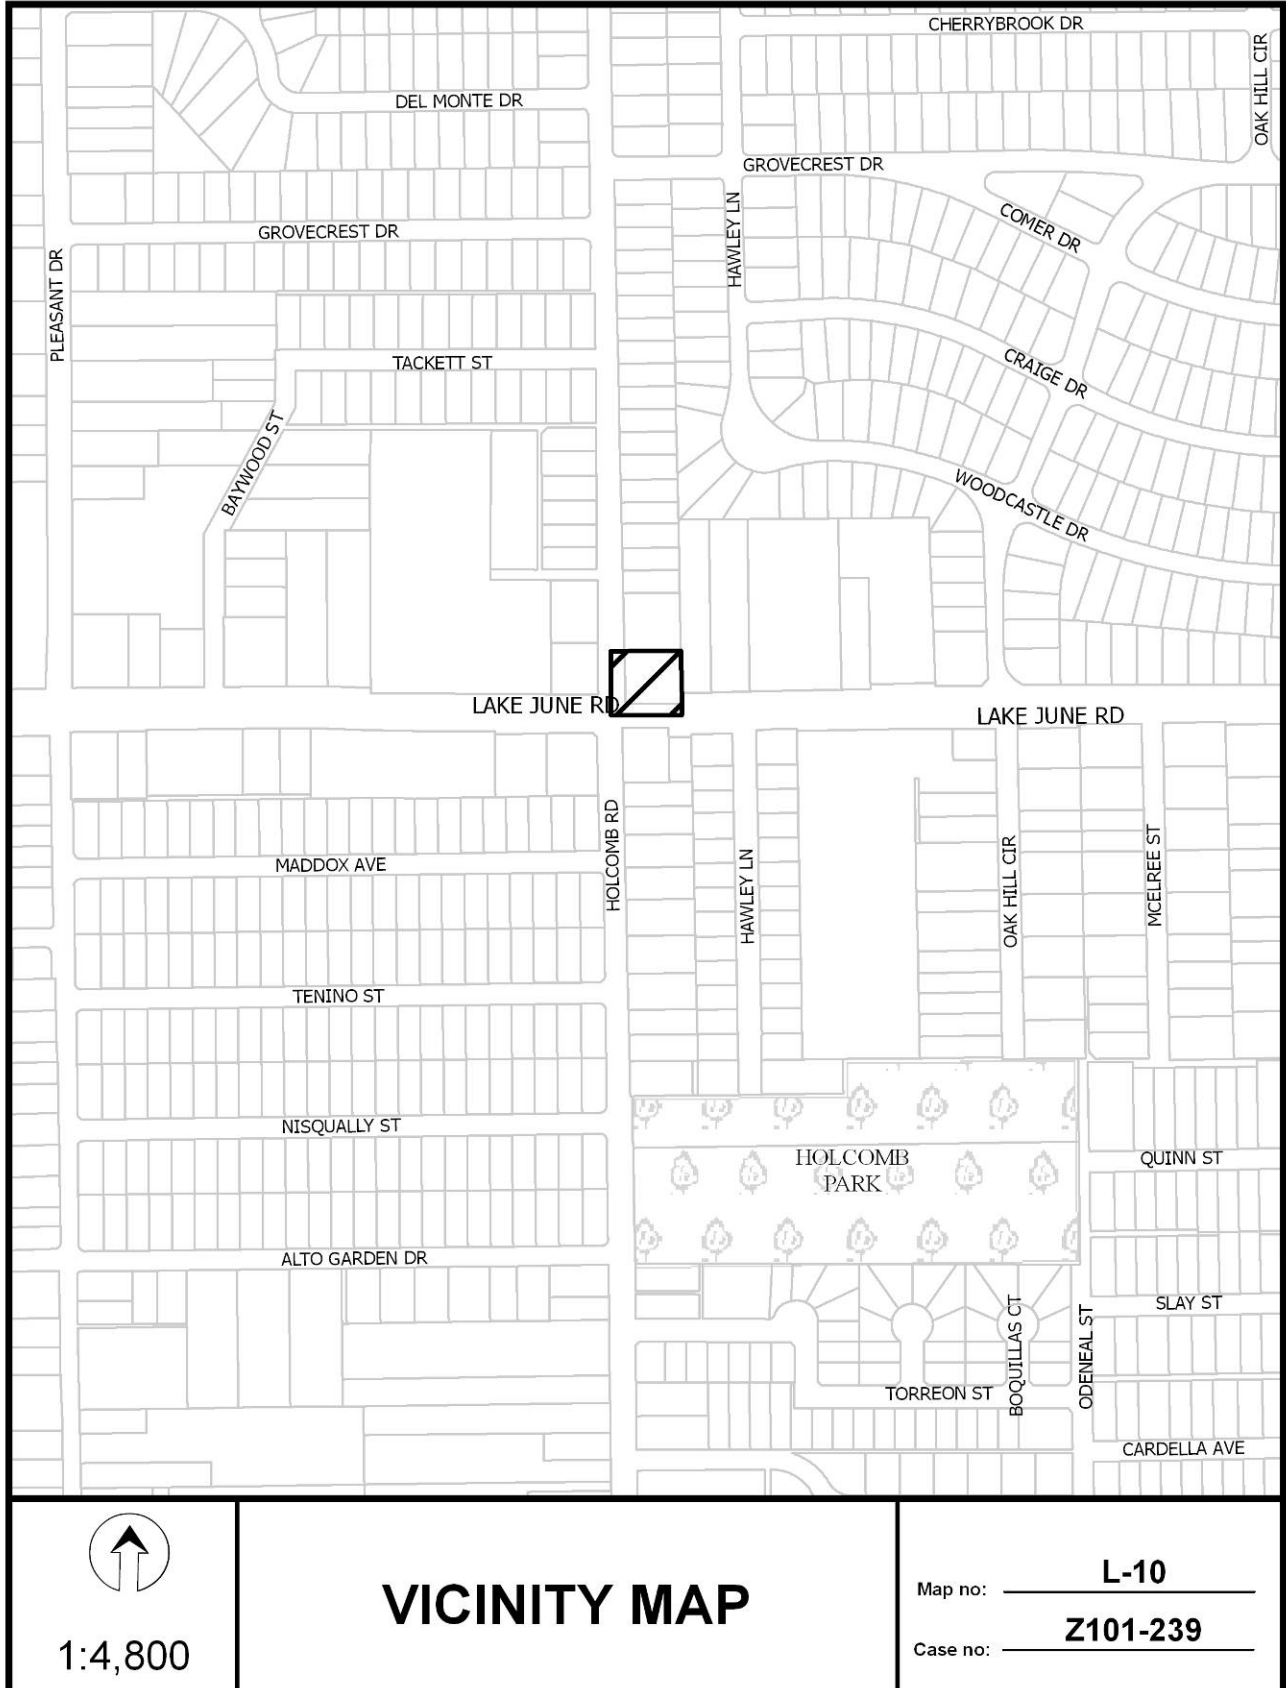 CHERRYBROOK DR
OAK HILL CIR
DEL MONTE DR
GROVECREST DR
HAWLEY LN
COMER DR
GROVECREST DR
PLEASANT DR
TACKETT ST
CRAIGE DR
BAYWOOD ST
WOODCASTLE DR
LAKE JUNE RD
LAKE JUNE RD
HOLCOMB RD
MADDOX AVE
HAWLEY LN
OAK HILL CIR
MCELREE ST
TENINO ST
NISQUALLY ST
HOLCOMB
PARK
QUINN ST
ALTO GARDEN DR
BOQUILLAS CT
ODENEAL ST
SLAY ST
TORREON ST
CARDELLA AVE
1:4,800
VICINITY MAP
Map no: L-10
Case no: Z101-239